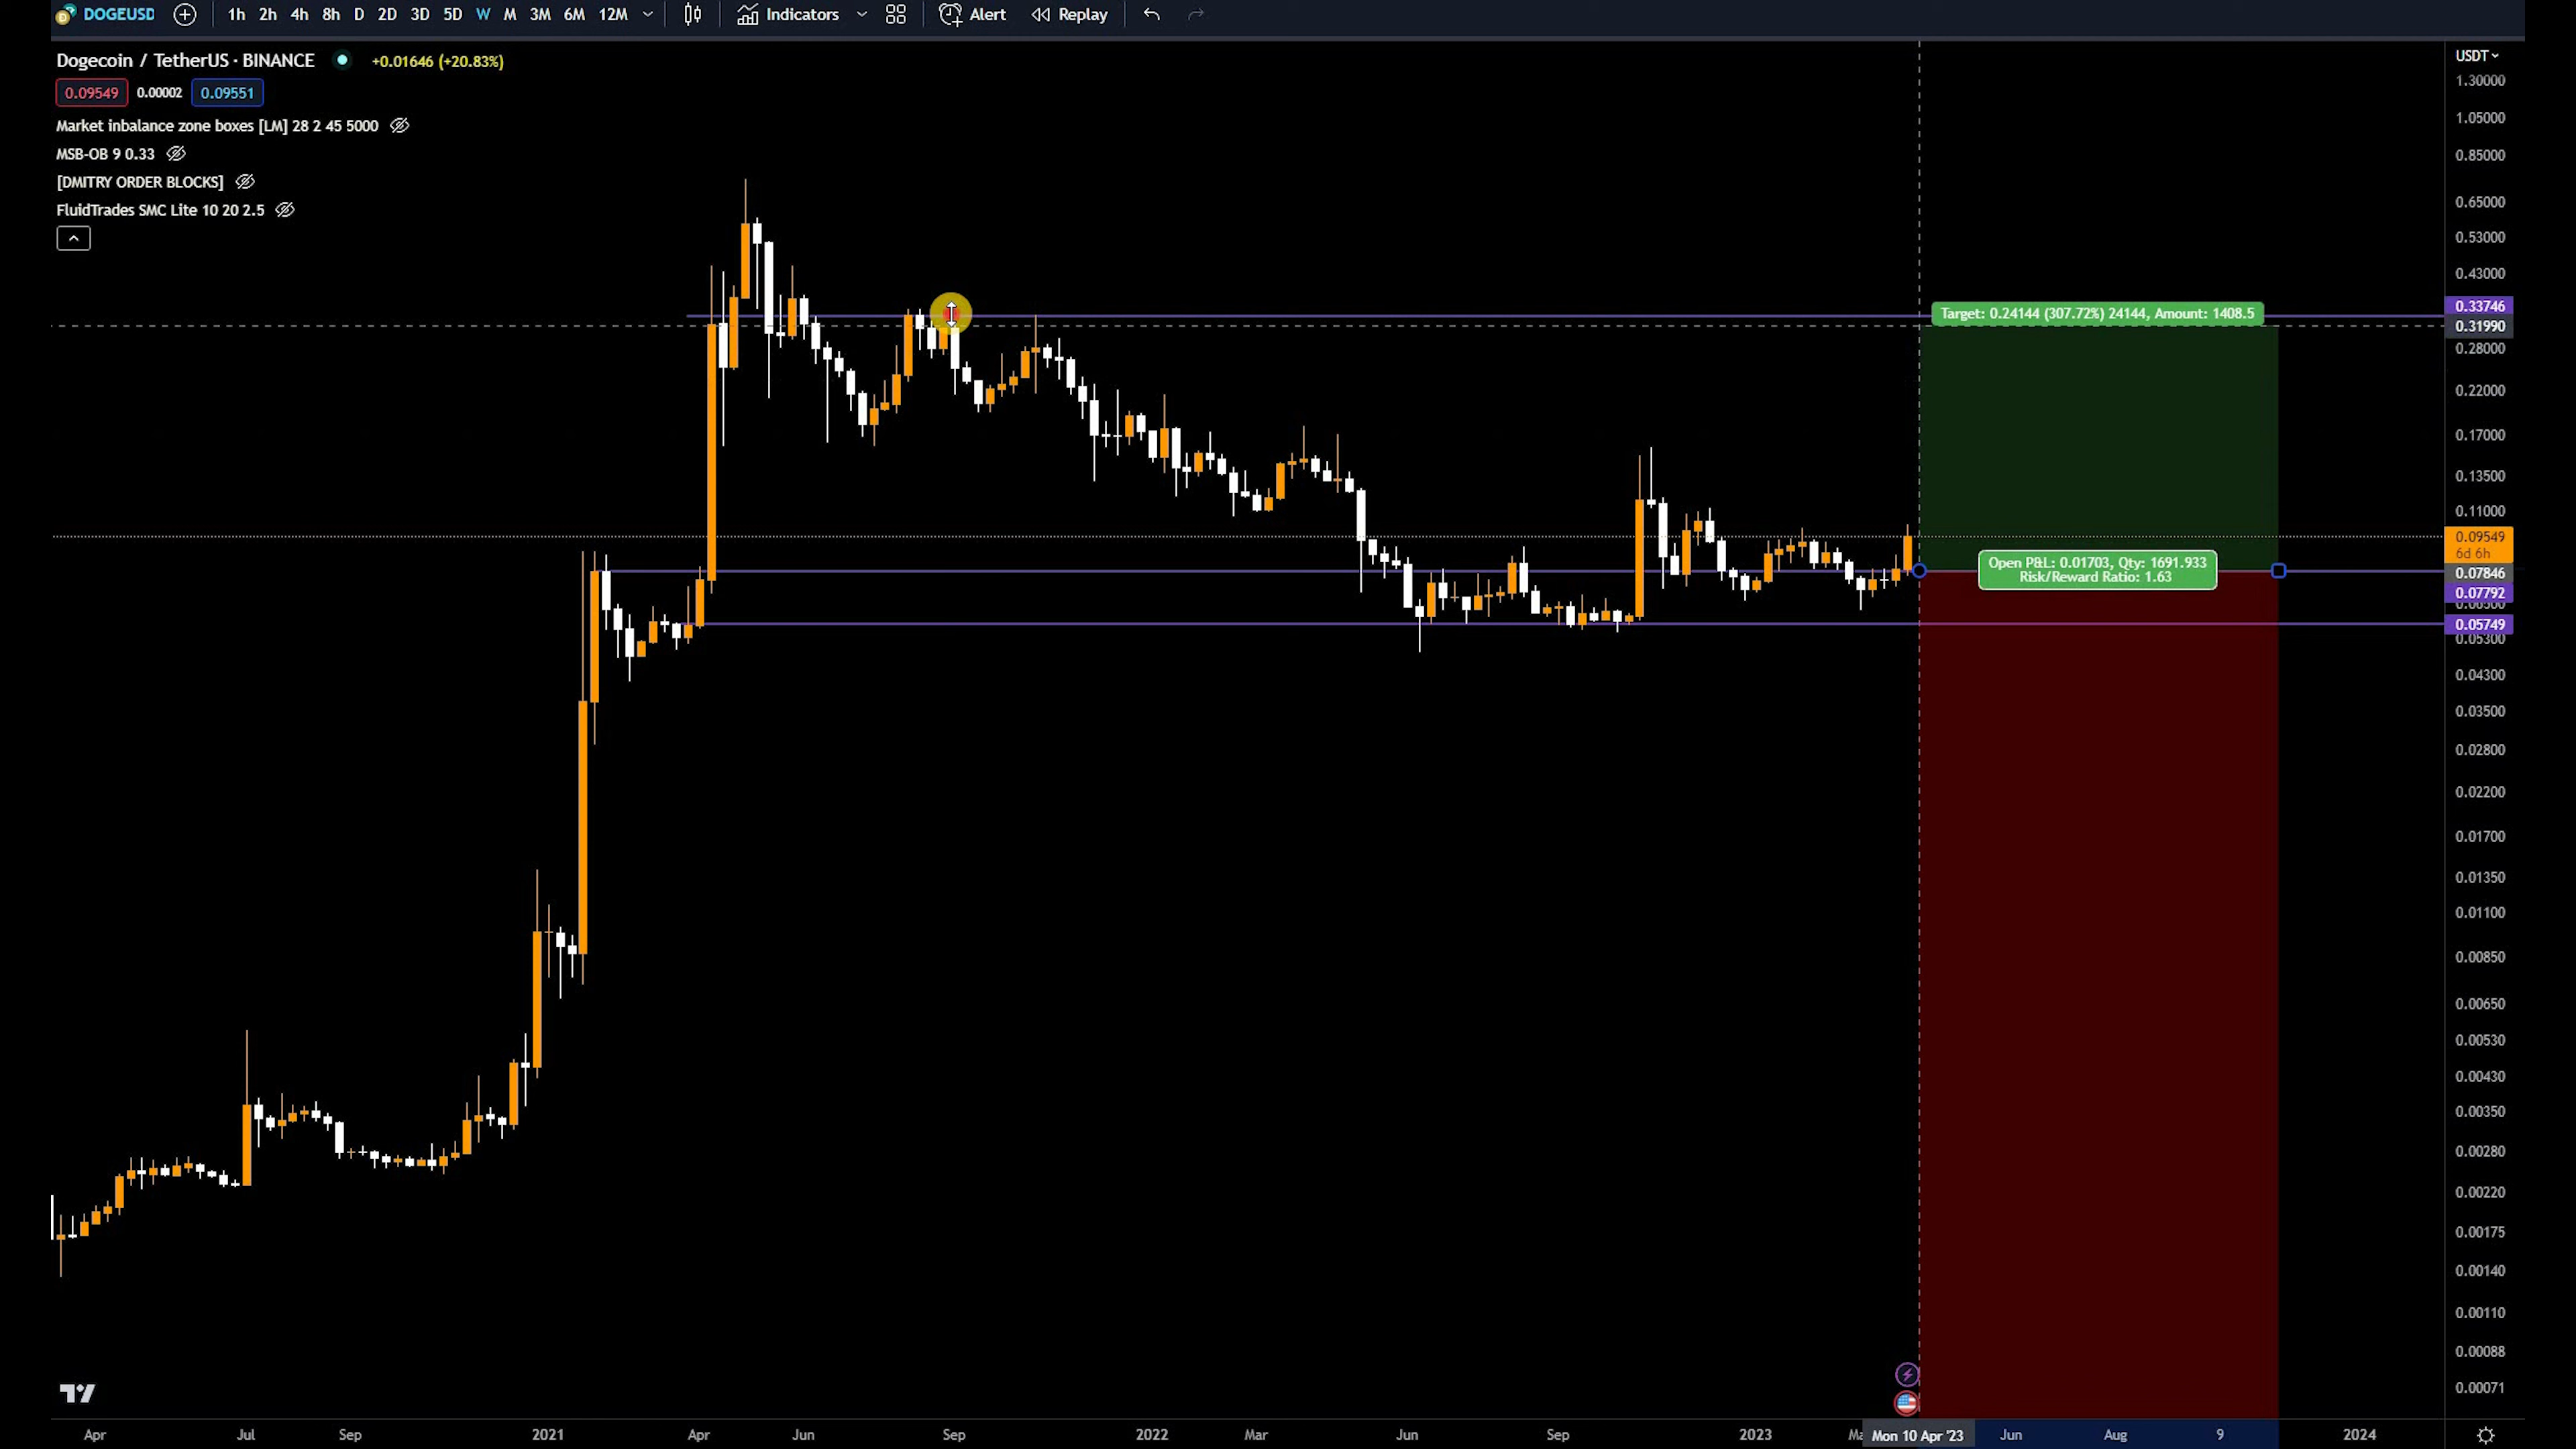 DOGEUSD 1h 2h 4h 8h D 2D 3D 5D W M 3M 6M 12M Indicators Alert Replay
Dogecoin / TetherUS · BINANCE +0.01646 (+20.83%)
0.09549 0.00002 0.09551
Market inbalance zone boxes [LM] 28 2 45 5000
MSB-OB 9 0.33
[DMITRY ORDER BLOCKS]
FluidTrades SMC Lite 10 20 2.5
USDT
1.30000
1.05000
0.85000
0.65000
0.53000
0.43000
0.33746
Target: 0.24144 (307.72%) 24144, Amount: 1408.5
0.31990
0.28000
0.22000
0.17000
0.13500
0.11000
0.09549
6d 6h
Open P&L: 0.01703, Qty: 1691.933
Risk/Reward Ratio: 1.63
0.07846
0.07792
0.05749
0.05300
0.04300
0.03500
0.02800
0.02200
0.01700
0.01350
0.01100
0.00850
0.00650
0.00530
0.00430
0.00350
0.00280
0.00220
0.00175
0.00140
0.00110
0.00088
0.00071
Apr Jul Sep 2021 Apr Jun Sep 2022 Mar Jun Sep 2023 Mon 10 Apr '23 Jun Aug 9 2024